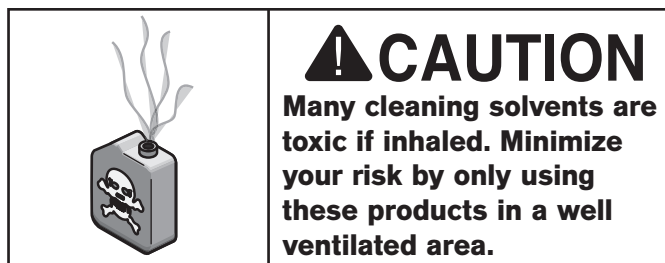 CAUTION
Many cleaning solvents are
toxic if inhaled. Minimize
your risk by only using
these products in a well
ventilated area.